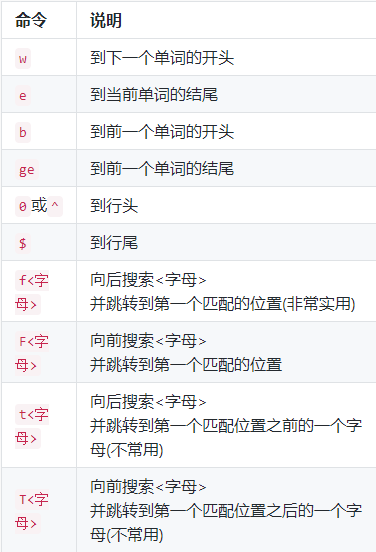 命令 说明
w 到下一个单词的开头
e 到当前单词的结尾
b 到前一个单词的开头
ge 到前一个单词的结尾
0 或 ^ 到行头
$ 到行尾
f<字母> 向后搜索<字母>
并跳转到第一个匹配的位置(非常实用)
F<字母> 向前搜索<字母>
并跳转到第一个匹配的位置
t<字母> 向后搜索<字母>
并跳转到第一个匹配位置之前的一个字
母(不常用)
T<字母> 向前搜索<字母>
并跳转到第一个匹配位置之后的一个字
母(不常用)